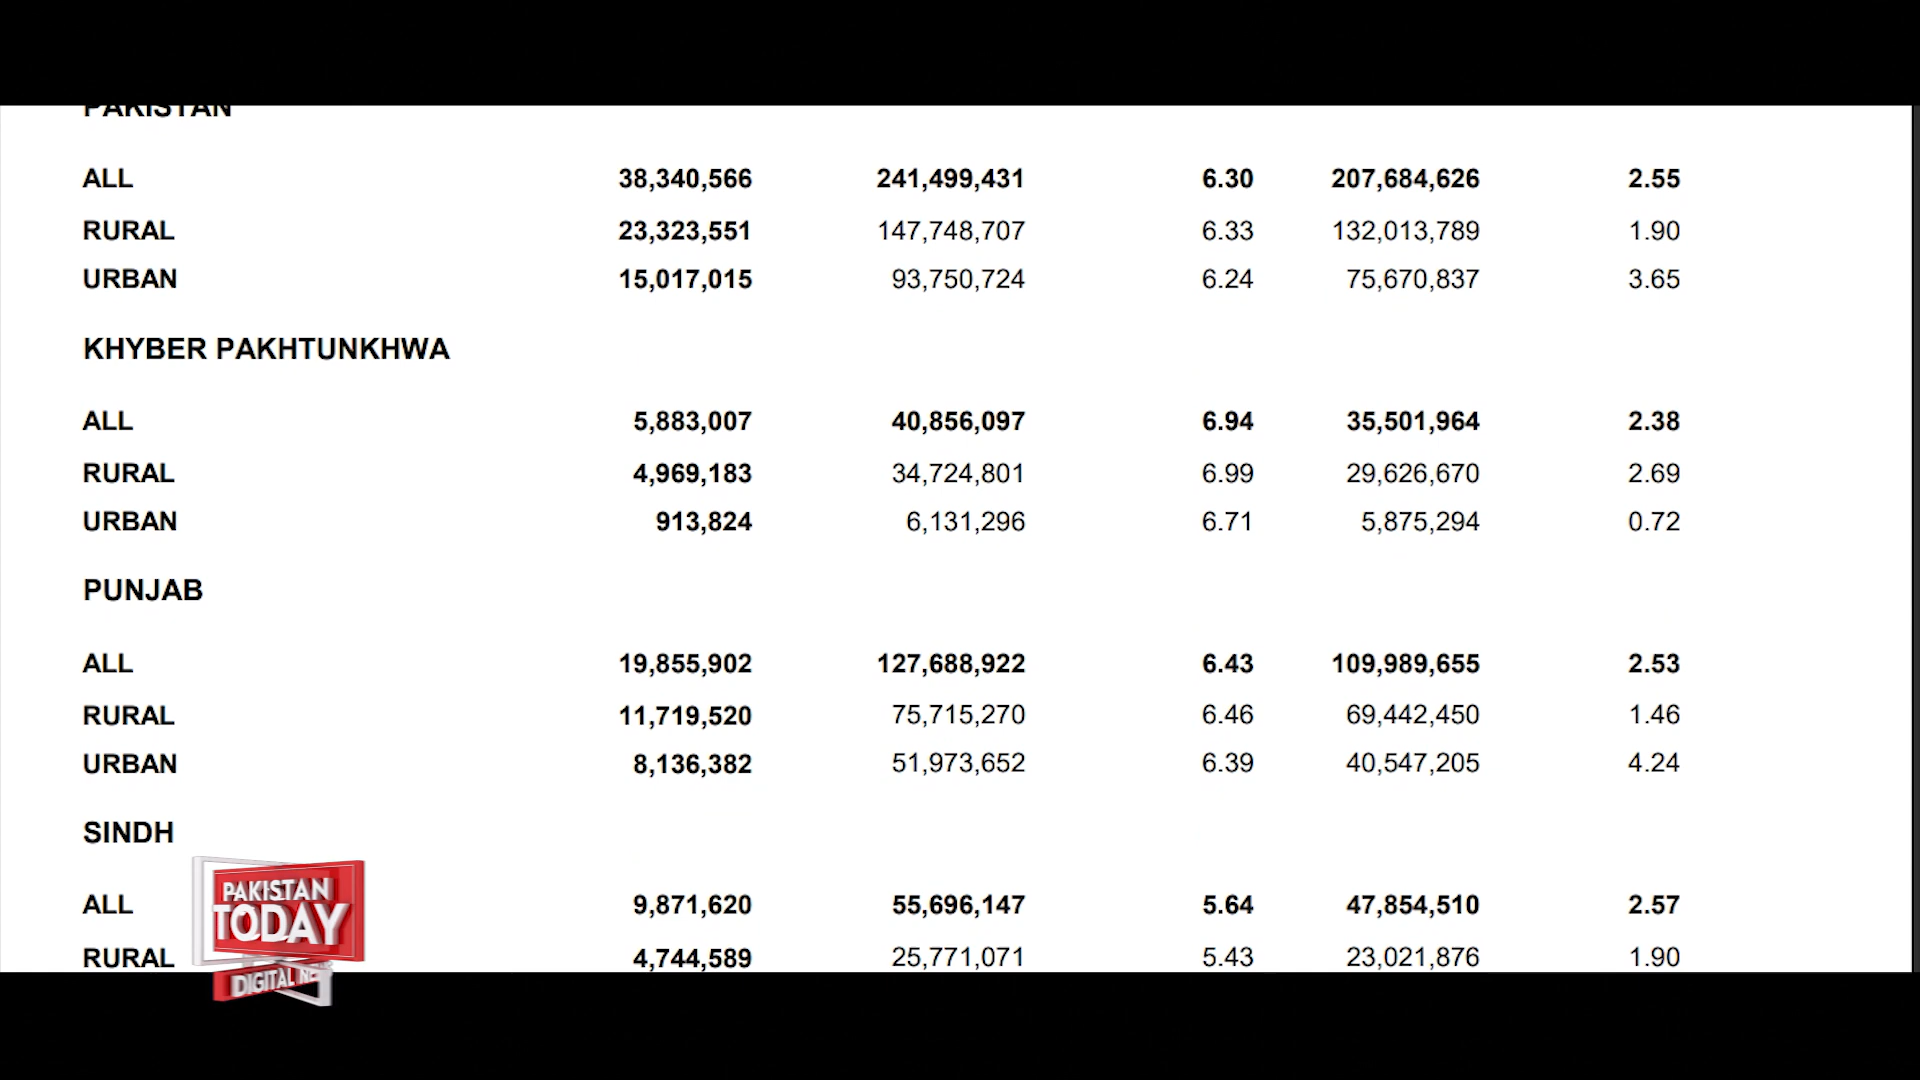 PAKISTAN
ALL 38,340,566 241,499,431 6.30 207,684,626 2.55
RURAL 23,323,551 147,748,707 6.33 132,013,789 1.90
URBAN 15,017,015 93,750,724 6.24 75,670,837 3.65
KHYBER PAKHTUNKHWA
ALL 5,883,007 40,856,097 6.94 35,501,964 2.38
RURAL 4,969,183 34,724,801 6.99 29,626,670 2.69
URBAN 913,824 6,131,296 6.71 5,875,294 0.72
PUNJAB
ALL 19,855,902 127,688,922 6.43 109,989,655 2.53
RURAL 11,719,520 75,715,270 6.46 69,442,450 1.46
URBAN 8,136,382 51,973,652 6.39 40,547,205 4.24
SINDH
ALL 9,871,620 55,696,147 5.64 47,854,510 2.57
RURAL 4,744,589 25,771,071 5.43 23,021,876 1.90
PAKISTAN
TODAY
DIGITAL